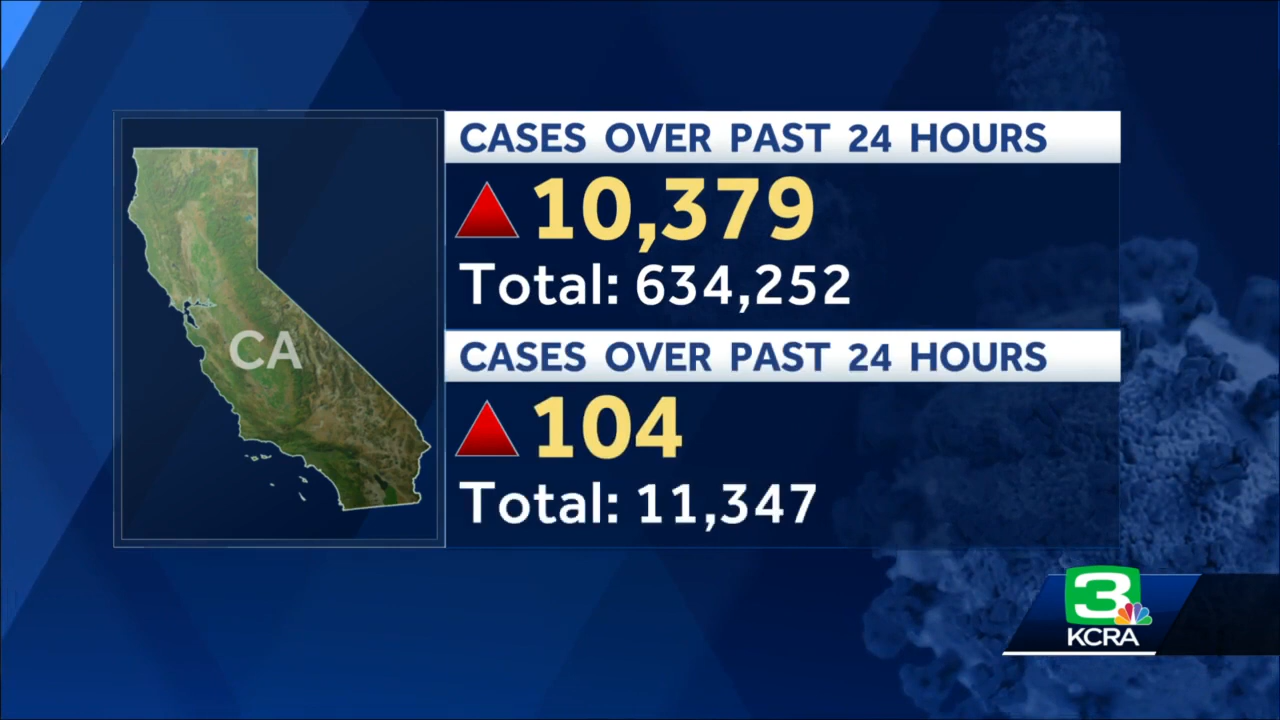 CA
CASES OVER PAST 24 HOURS
10,379
Total: 634,252
CASES OVER PAST 24 HOURS
104
Total: 11,347
3
KCRA